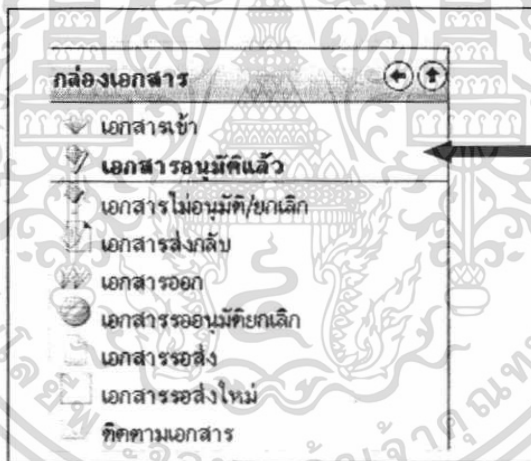 กล่องเอกสาร
เอกสารเข้า
เอกสารอนุมัติแล้ว
เอกสารไม่อนุมัติ/ยกเลิก
เอกสารส่งกลับ
เอกสารออก
เอกสารรออนุมัติยกเลิก
เอกสารรอส่ง
เอกสารรอส่งใหม่
ติดตามเอกสาร